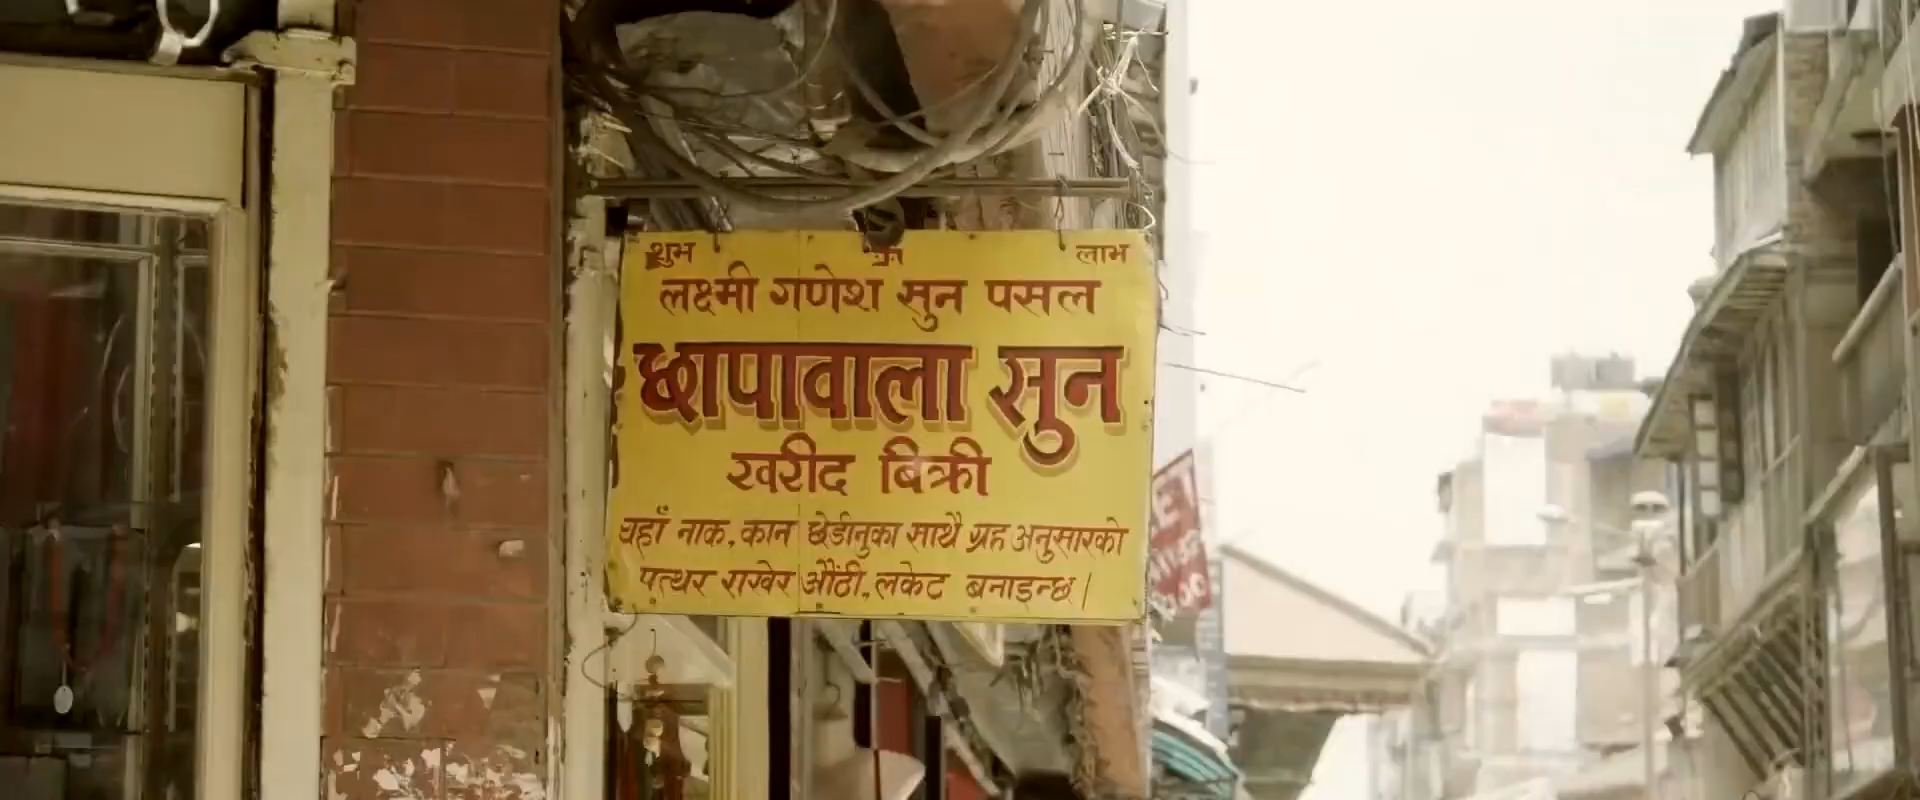 शुभ लाभ
लक्ष्मी गणेश सुन पसल
छापावाला सुन
खरीद बिक्री
यहाँ नाक, कान छेडीनुका साथै ग्रह अनुसारको
पत्थर राखेर औंठी, लकेट बनाइन्छ।